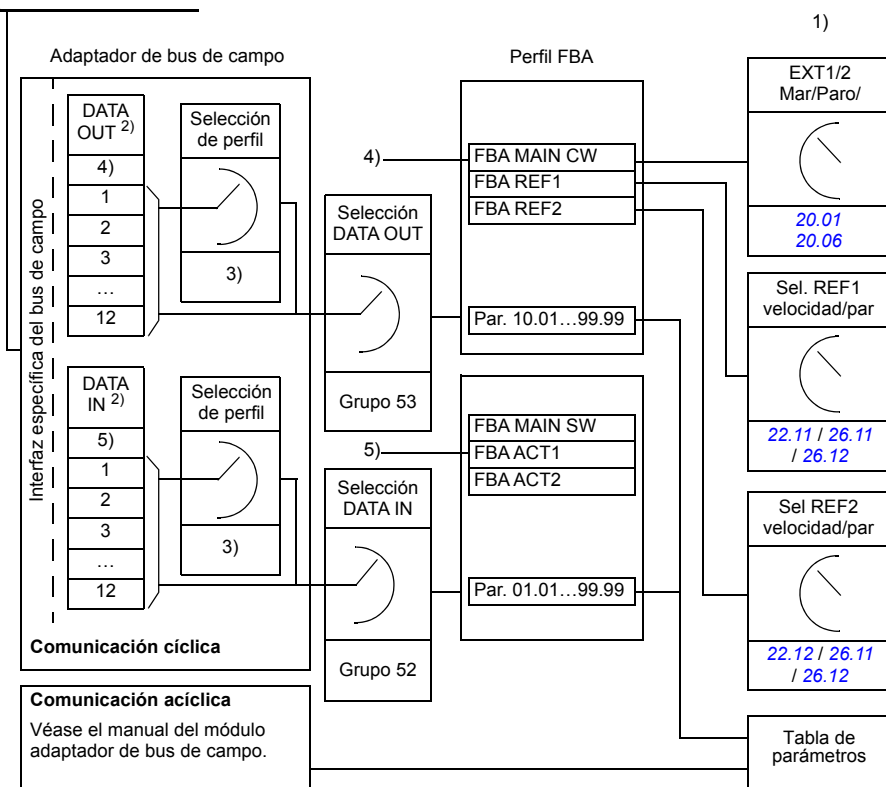 1)
Adaptador de bus de campo
Perfil FBA
Interfaz específica del bus de campo
DATA
OUT 2)
4)
1
2
3
…
12
Selección
de perfil
3)
DATA
IN 2)
5)
1
2
3
…
12
Selección
de perfil
3)
Comunicación cíclica
Selección
DATA OUT
Grupo 53
Selección
DATA IN
Grupo 52
4)
FBA MAIN CW
FBA REF1
FBA REF2
Par. 10.01…99.99
5)
FBA MAIN SW
FBA ACT1
FBA ACT2
Par. 01.01…99.99
EXT1/2
Mar/Paro/
20.01
20.06
Sel. REF1
velocidad/par
22.11 / 26.11
/ 26.12
Sel REF2
velocidad/par
22.12 / 26.11
/ 26.12
Comunicación acíclica
Véase el manual del módulo
adaptador de bus de campo.
Tabla de
parámetros